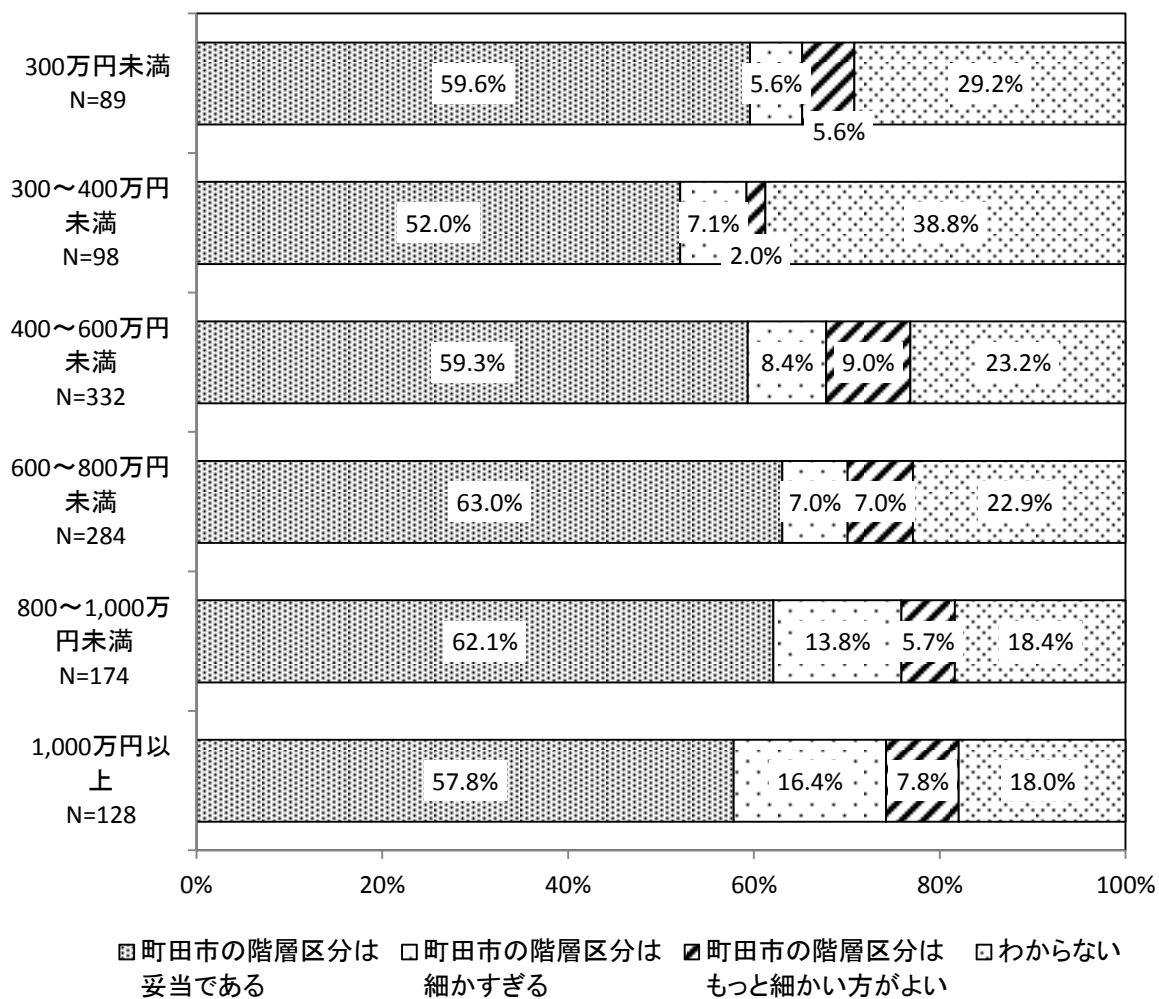 300万円未満
N=89
59.6%
5.6%
5.6%
29.2%
300～400万円
未満
N=98
52.0%
7.1%
2.0%
38.8%
400～600万円
未満
N=332
59.3%
8.4%
9.0%
23.2%
600～800万円
未満
N=284
63.0%
7.0%
7.0%
22.9%
800～1,000万
円未満
N=174
62.1%
13.8%
5.7%
18.4%
1,000万円以
上
N=128
57.8%
16.4%
7.8%
18.0%
0%
20%
40%
60%
80%
100%
町田市の階層区分は
妥当である
町田市の階層区分は
細かすぎる
町田市の階層区分は
もっと細かい方がよい
わからない